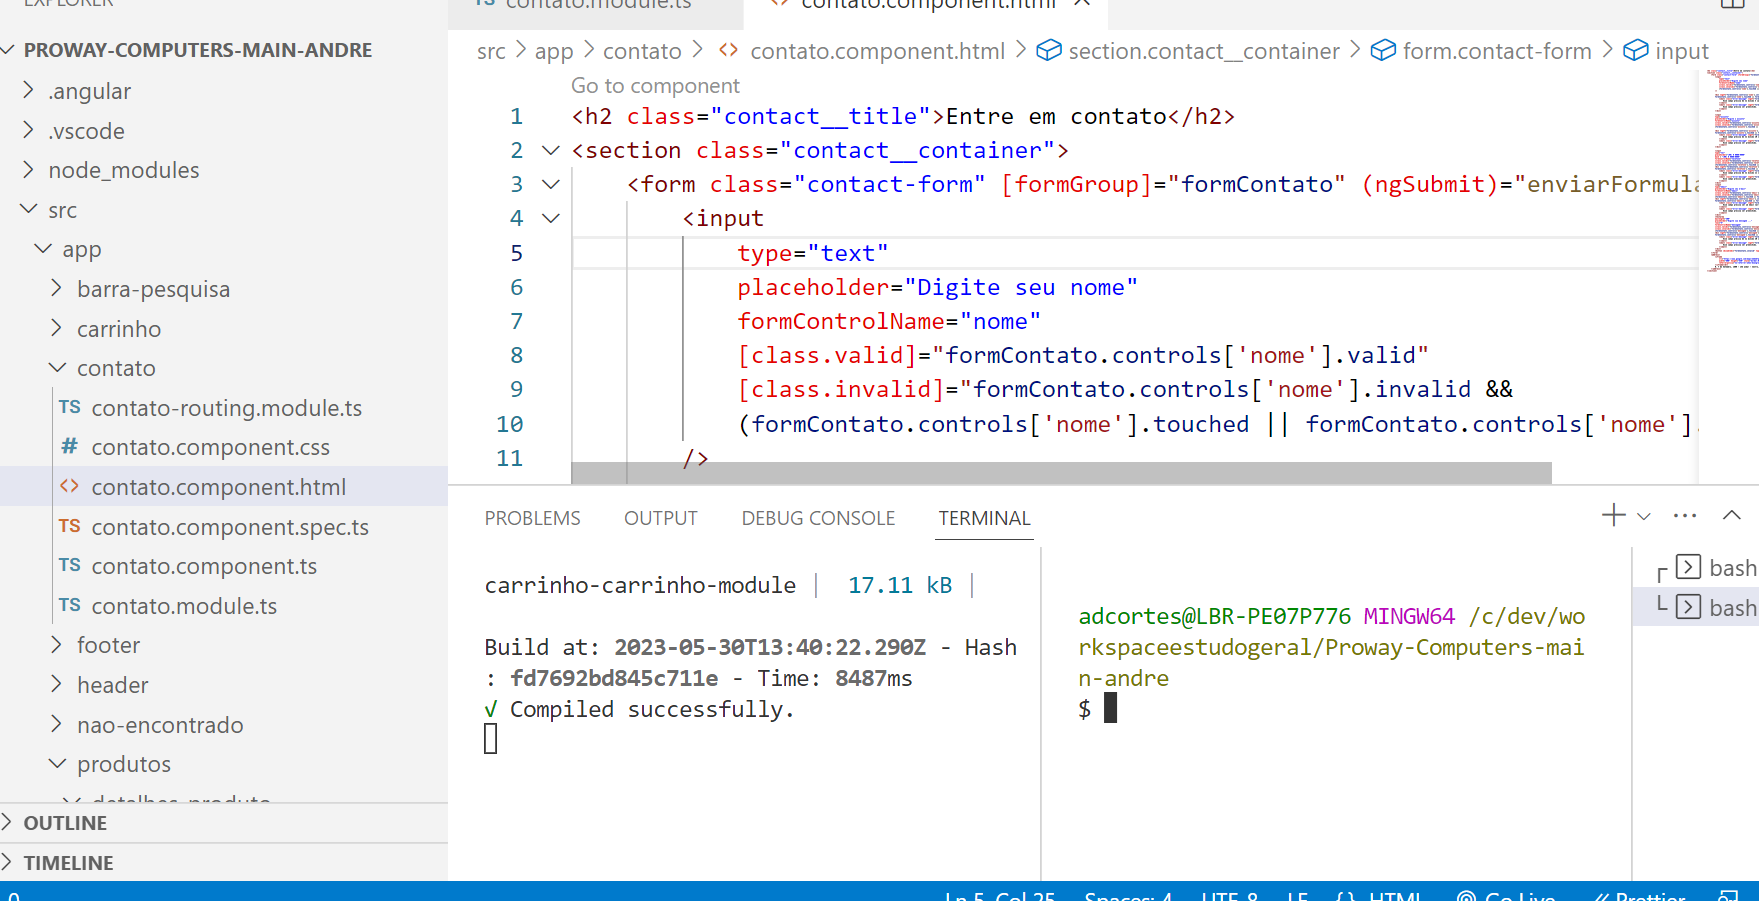 EXPLORER
PROWAY-COMPUTERS-MAIN-ANDRE
.angular
.vscode
node_modules
src
app
barra-pesquisa
carrinho
contato
TS contato-routing.module.ts
# contato.component.css
<> contato.component.html
TS contato.component.spec.ts
TS contato.component.ts
TS contato.module.ts
footer
header
nao-encontrado
produtos
detalhes-produto
OUTLINE
TIMELINE
TS contato.module.ts <> contato.component.html
src > app > contato > <> contato.component.html > section.contact__container > form.contact-form > input
Go to component
1 <h2 class="contact__title">Entre em contato</h2>
2 <section class="contact__container">
3 <form class="contact-form" [formGroup]="formContato" (ngSubmit)="enviarFormula
4 <input
5 type="text"
6 placeholder="Digite seu nome"
7 formControlName="nome"
8 [class.valid]="formContato.controls['nome'].valid"
9 [class.invalid]="formContato.controls['nome'].invalid &&
10 (formContato.controls['nome'].touched || formContato.controls['nome'].
11 />
PROBLEMS OUTPUT DEBUG CONSOLE TERMINAL
carrinho-carrinho-module | 17.11 kB |
Build at: 2023-05-30T13:40:22.290Z - Hash
: fd7692bd845c711e - Time: 8487ms
√ Compiled successfully.
adcortes@LBR-PE07P776 MINGW64 /c/dev/wo
rkspaceestudogeral/Proway-Computers-mai
n-andre
$
bash
bash
0 Ln 5, Col 25 Spaces: 4 UTF-8 LF {} HTML Go Live Prettier